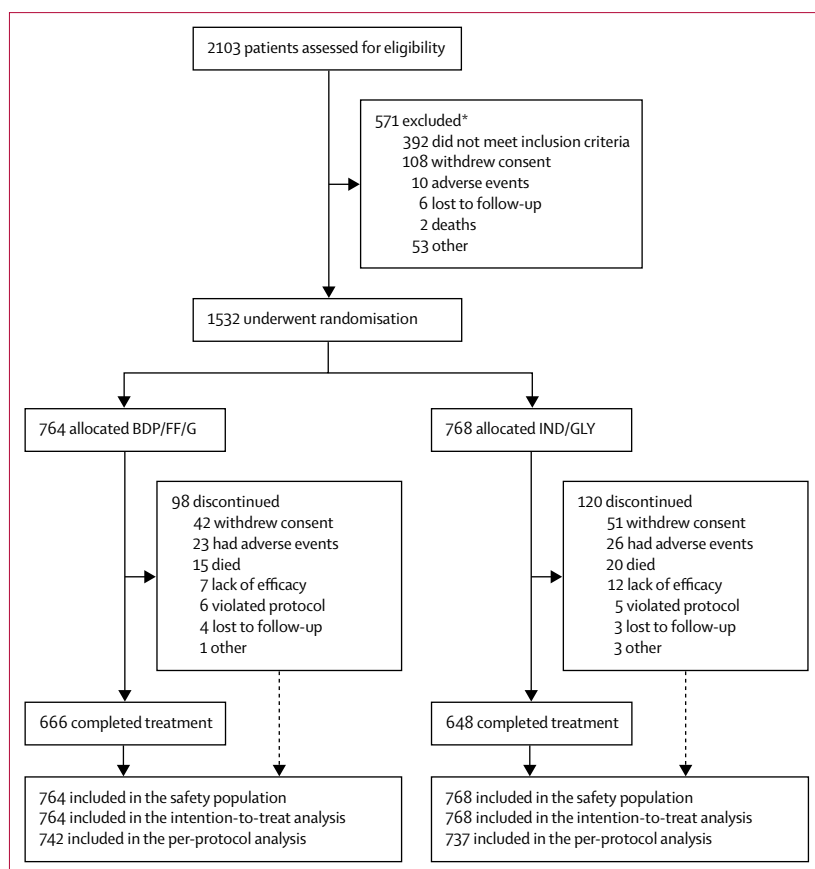 2103 patients assessed for eligibility
571 excluded*
392 did not meet inclusion criteria
108 withdrew consent
10 adverse events
6 lost to follow-up
2 deaths
53 other
1532 underwent randomisation
764 allocated BDP/FF/G
768 allocated IND/GLY
98 discontinued
42 withdrew consent
23 had adverse events
15 died
7 lack of efficacy
6 violated protocol
4 lost to follow-up
1 other
120 discontinued
51 withdrew consent
26 had adverse events
20 died
12 lack of efficacy
5 violated protocol
3 lost to follow-up
3 other
666 completed treatment
648 completed treatment
764 included in the safety population
764 included in the intention-to-treat analysis
742 included in the per-protocol analysis
768 included in the safety population
768 included in the intention-to-treat analysis
737 included in the per-protocol analysis